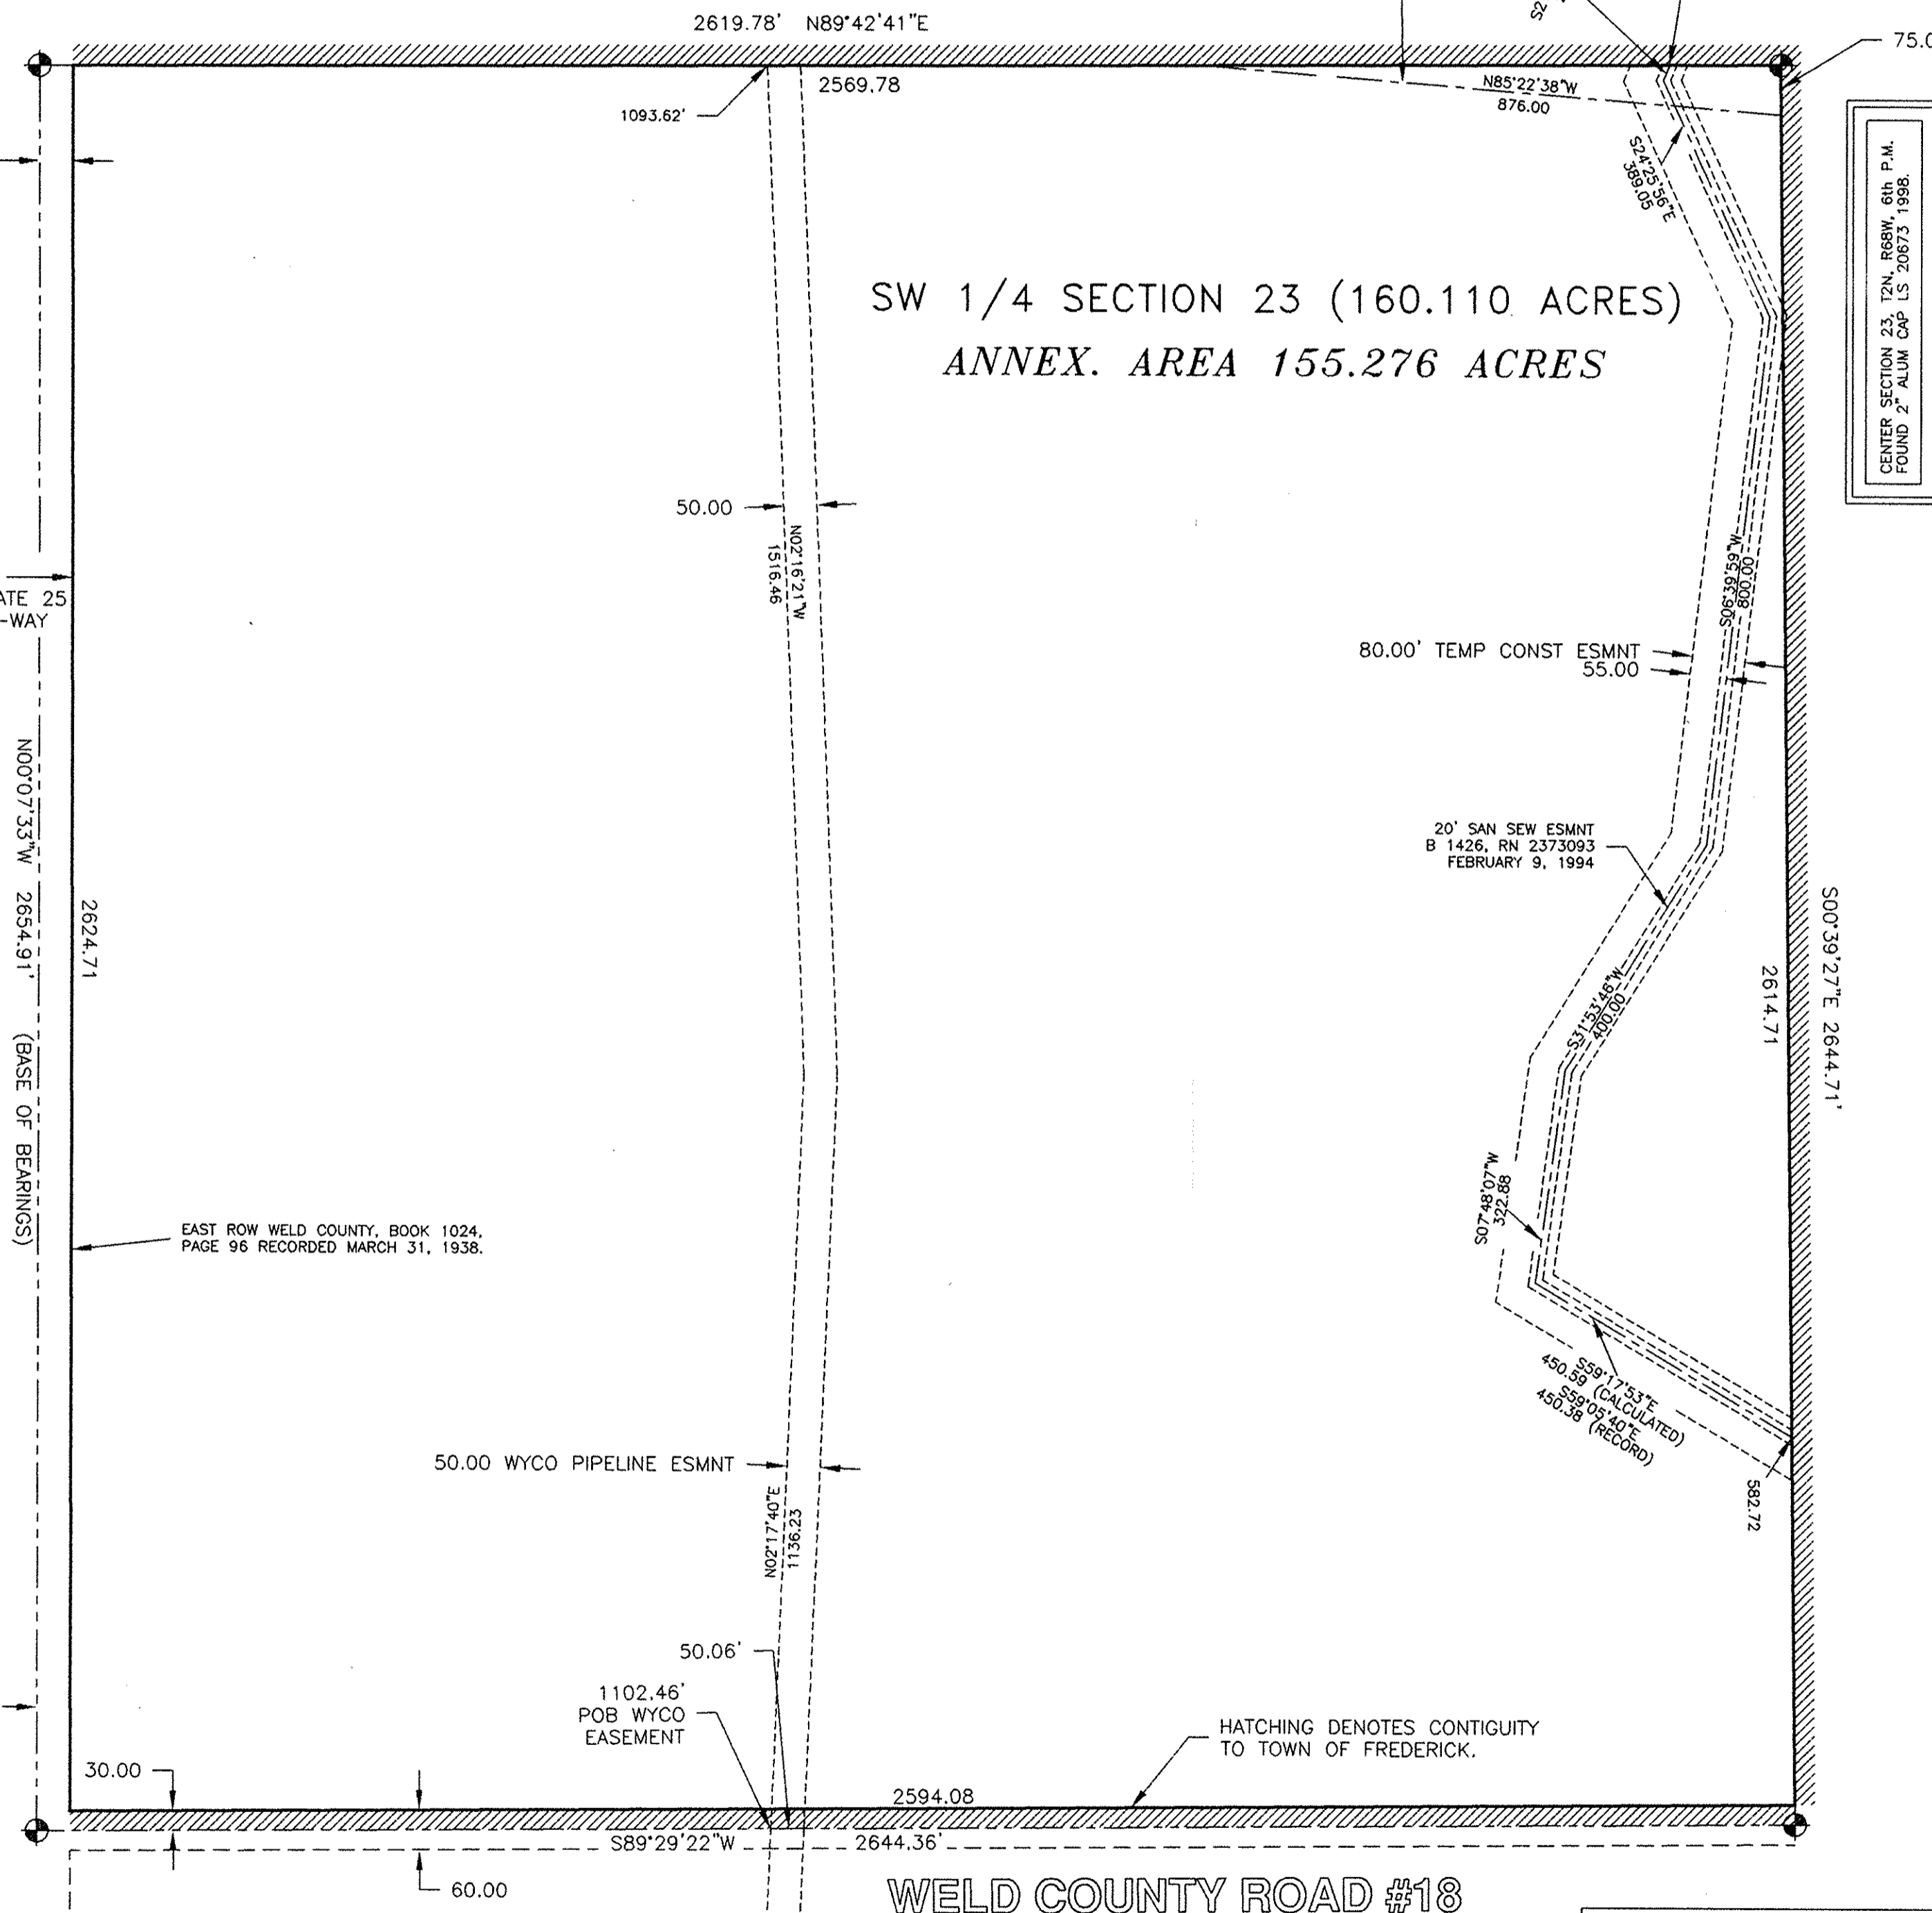 2619.78' N89°42'41"E
75.0
2569.78
1093.62'
N85°22'38"W
876.00
S24°25'56"E
389.05
CENTER SECTION 23, T2N, R68W, 6th P.M.
FOUND 2" ALUM CAP LS 20673 1998.
SW 1/4 SECTION 23 (160.110 ACRES)
ANNEX. AREA 155.276 ACRES
50.00
N02°16'21"W
1516.46
ATE 25
-WAY
S06°39'59"W
800.00
80.00' TEMP CONST ESMNT
55.00
N00°07'33"W 2654.91' (BASE OF BEARINGS)
2624.71
20' SAN SEW ESMNT
B 1426, RN 2373093
FEBRUARY 9, 1994
S00°39'27"E 2644.71'
2614.71
S31°53'46"W
400.00
S07°48'07"W
322.88
EAST ROW WELD COUNTY, BOOK 1024,
PAGE 96 RECORDED MARCH 31, 1938.
S59°17'53"E
450.59 (CALCULATED)
S59°05'40"E
450.38 (RECORD)
582.72
50.00 WYCO PIPELINE ESMNT
N02°17'40"E
1136.23
50.06'
1102.46'
POB WYCO
EASEMENT
HATCHING DENOTES CONTIGUITY
TO TOWN OF FREDERICK.
30.00
2594.08
S89°29'22"W 2644.36'
60.00
WELD COUNTY ROAD #18